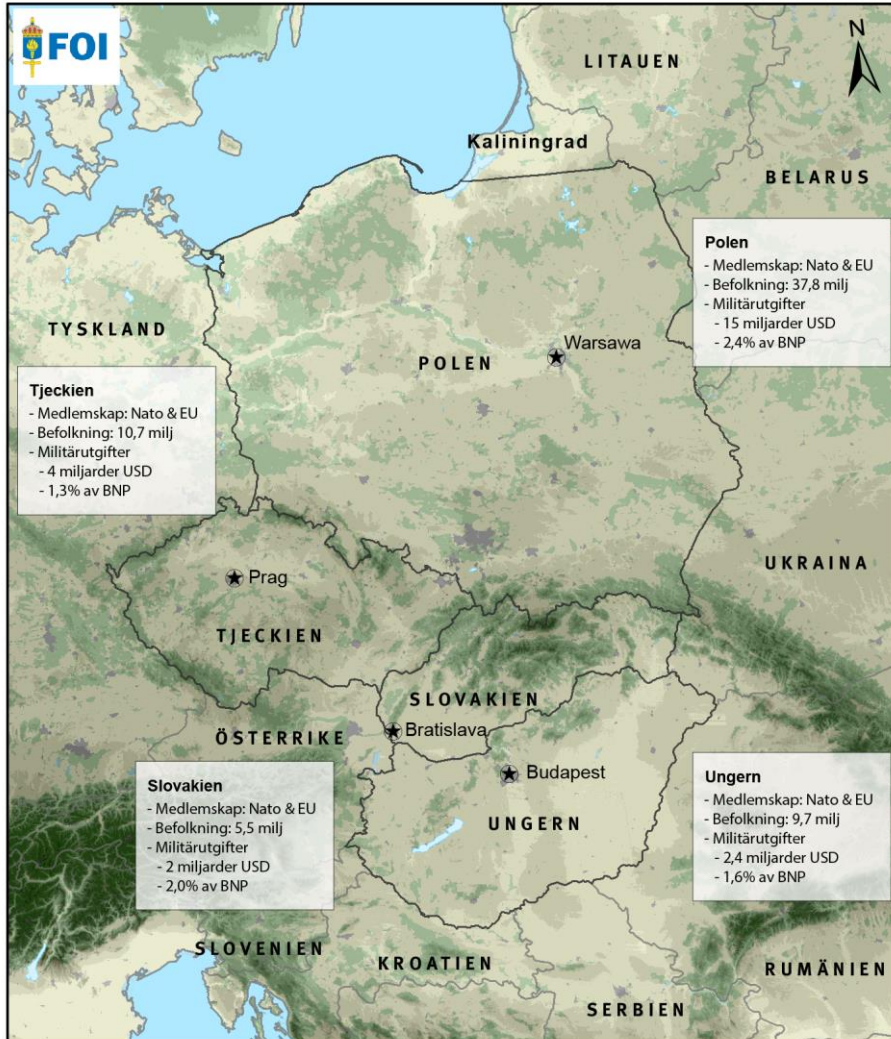 FOI
N
LITAUEN
Kaliningrad
BELARUS
Polen
- Medlemskap: Nato & EU
- Befolkning: 37,8 milj
- Militärutgifter
- 15 miljarder USD
- 2,4% av BNP
TYSKLAND
Warsawa
POLEN
Tjeckien
- Medlemskap: Nato & EU
- Befolkning: 10,7 milj
- Militärutgifter
- 4 miljarder USD
- 1,3% av BNP
UKRAINA
Prag
TJECKIEN
SLOVAKIEN
Bratislava
ÖSTERRIKE
Budapest
Slovakien
- Medlemskap: Nato & EU
- Befolkning: 5,5 milj
- Militärutgifter
- 2 miljarder USD
- 2,0% av BNP
Ungern
- Medlemskap: Nato & EU
- Befolkning: 9,7 milj
- Militärutgifter
- 2,4 miljarder USD
- 1,6% av BNP
UNGERN
SLOVENIEN
KROATIEN
RUMÄNIEN
SERBIEN